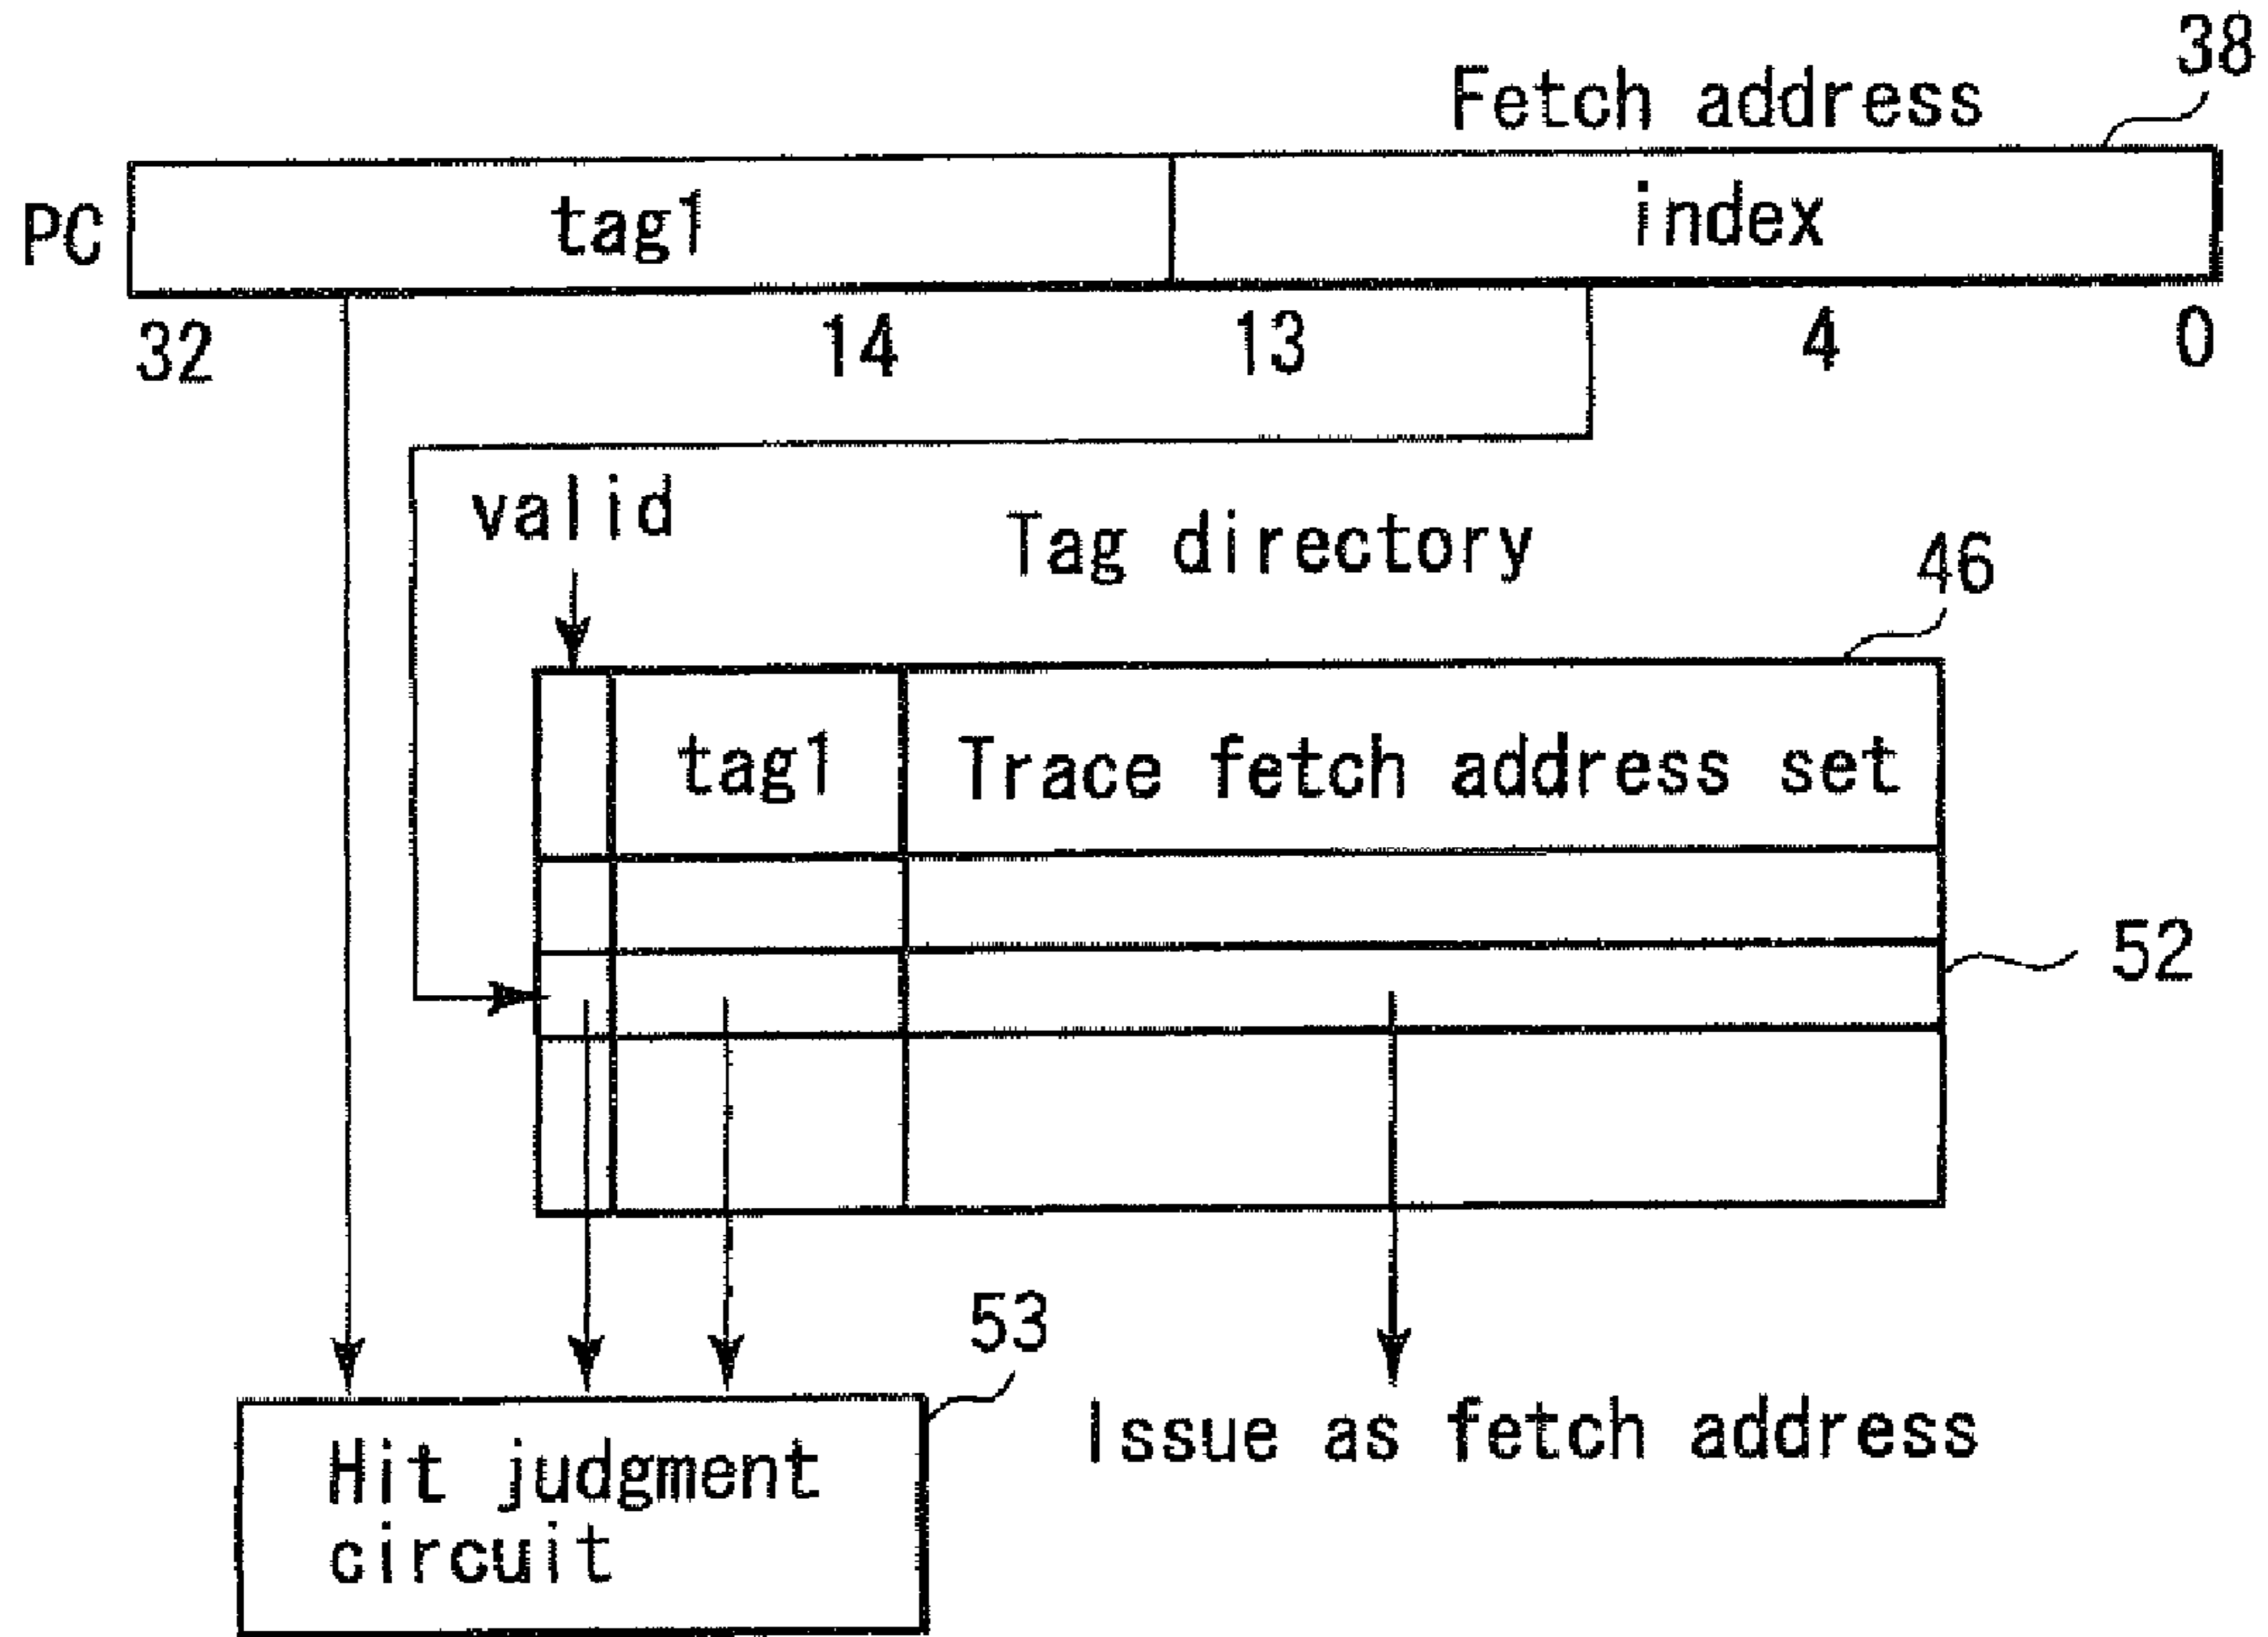 38
Fetch address
PC tag1 index
32 14 13 4 0
valid
Tag directory
46
tag1 Trace fetch address set
52
53
Issue as fetch address
Hit judgment
circuit